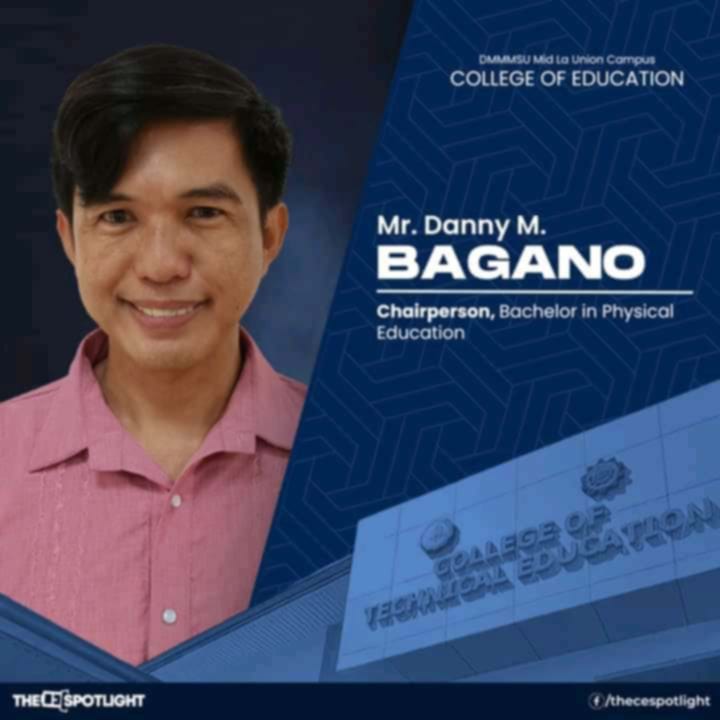 DMMMSU Mid La Union Campus
COLLEGE OF EDUCATION
Mr. Danny M.
BAGANO
Chairperson, Bachelor in Physical
Education
COLLEGE OF
TECHNICAL EDUCATION
THE CE SPOTLIGHT
/thecespotlight